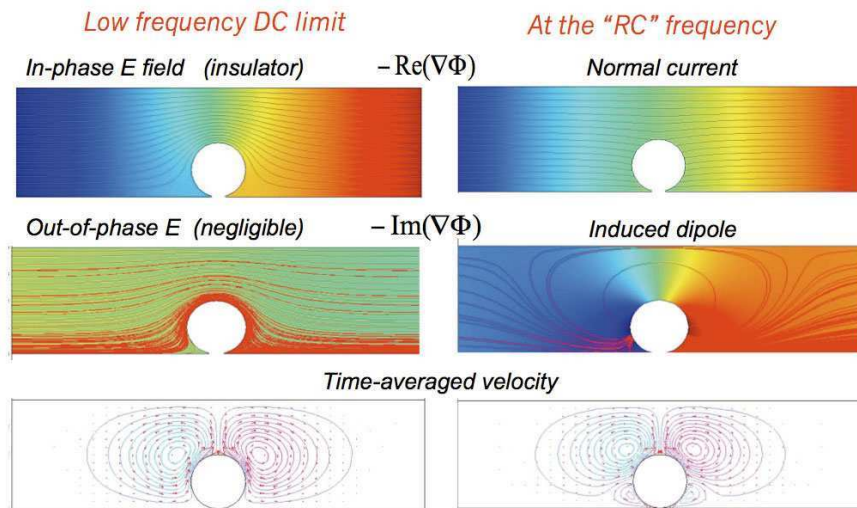 Low frequency DC limit
At the “RC” frequency
In-phase E field (insulator)
− Re(∇Φ)
Normal current
Out-of-phase E (negligible)
− Im(∇Φ)
Induced dipole
Time-averaged velocity